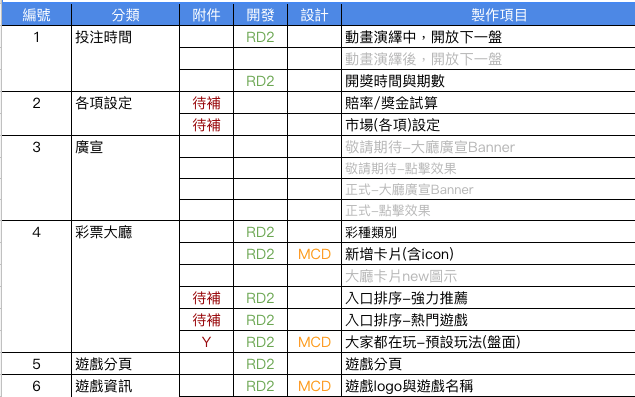 編號 分類 附件 開發 設計 製作項目
1 投注時間 RD2 動畫演繹中，開放下一盤
動畫演繹後，開放下一盤
RD2 開獎時間與期數
2 各項設定 待補 賠率/獎金試算
待補 市場(各項)設定
3 廣宣 敬請期待–大廳廣宣Banner
敬請期待–點擊效果
正式–大廳廣宣Banner
正式–點擊效果
4 彩票大廳 RD2 彩種類別
RD2 MCD 新增卡片(含icon)
大廳卡片new圖示
待補 RD2 入口排序–強力推薦
待補 RD2 入口排序–熱門遊戲
Y RD2 MCD 大家都在玩–預設玩法(盤面)
5 遊戲分頁 RD2 遊戲分頁
6 遊戲資訊 RD2 MCD 遊戲logo與遊戲名稱